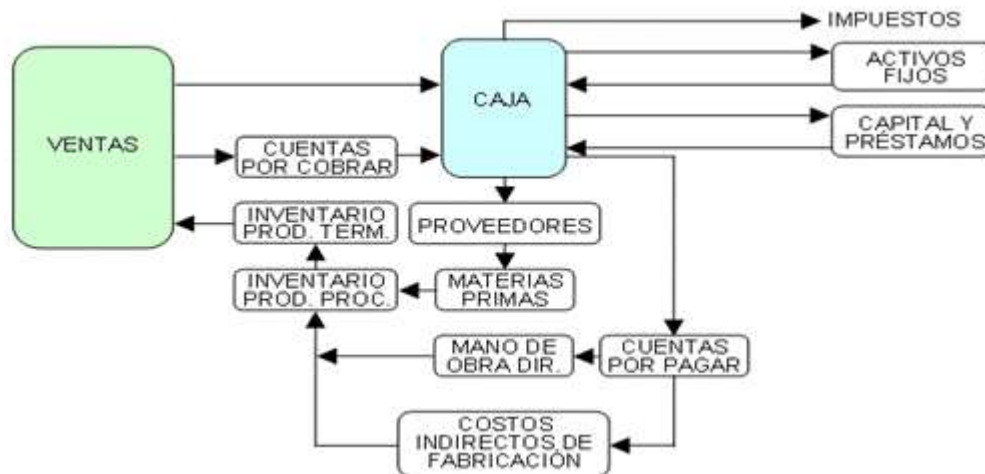 IMPUESTOS
ACTIVOS
FIJOS
CAJA
VENTAS
CAPITAL Y
PRÉSTAMOS
CUENTAS
POR COBRAR
INVENTARIO
PROD. TERM.
PROVEEDORES
INVENTARIO
PROD. PROC.
MATERIAS
PRIMAS
MANO DE
OBRA DIR.
CUENTAS
POR PAGAR
COSTOS
INDIRECTOS DE
FABRICACIÓN